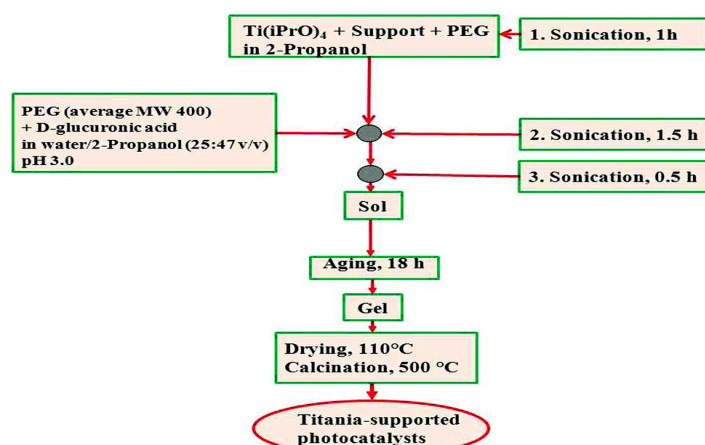 Ti(iPrO)₄ + Support + PEG
in 2-Propanol
1. Sonication, 1h
PEG (average MW 400)
+ D-glucuronic acid
in water/2-Propanol (25:47 v/v)
pH 3.0
2. Sonication, 1.5 h
3. Sonication, 0.5 h
Sol
Aging, 18 h
Gel
Drying, 110°C
Calcination, 500 °C
Titania-supported
photocatalysts